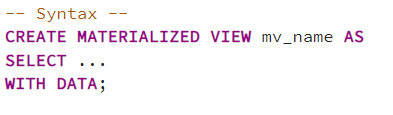 -- Syntax --
CREATE MATERIALIZED VIEW mv_name AS
SELECT ...
WITH DATA;